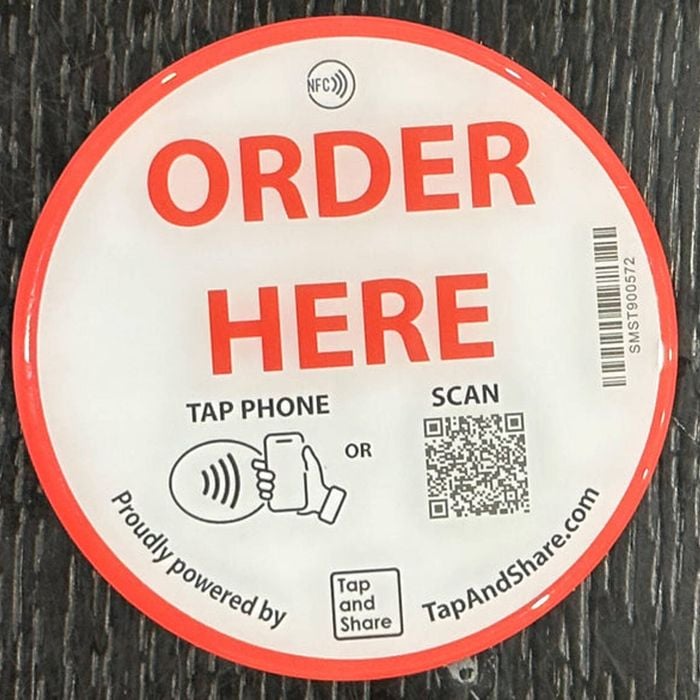 NFC
ORDER
HERE
SMST900572
TAP PHONE
OR
SCAN
Proudly powered by
Tap
and
Share
TapAndShare.com